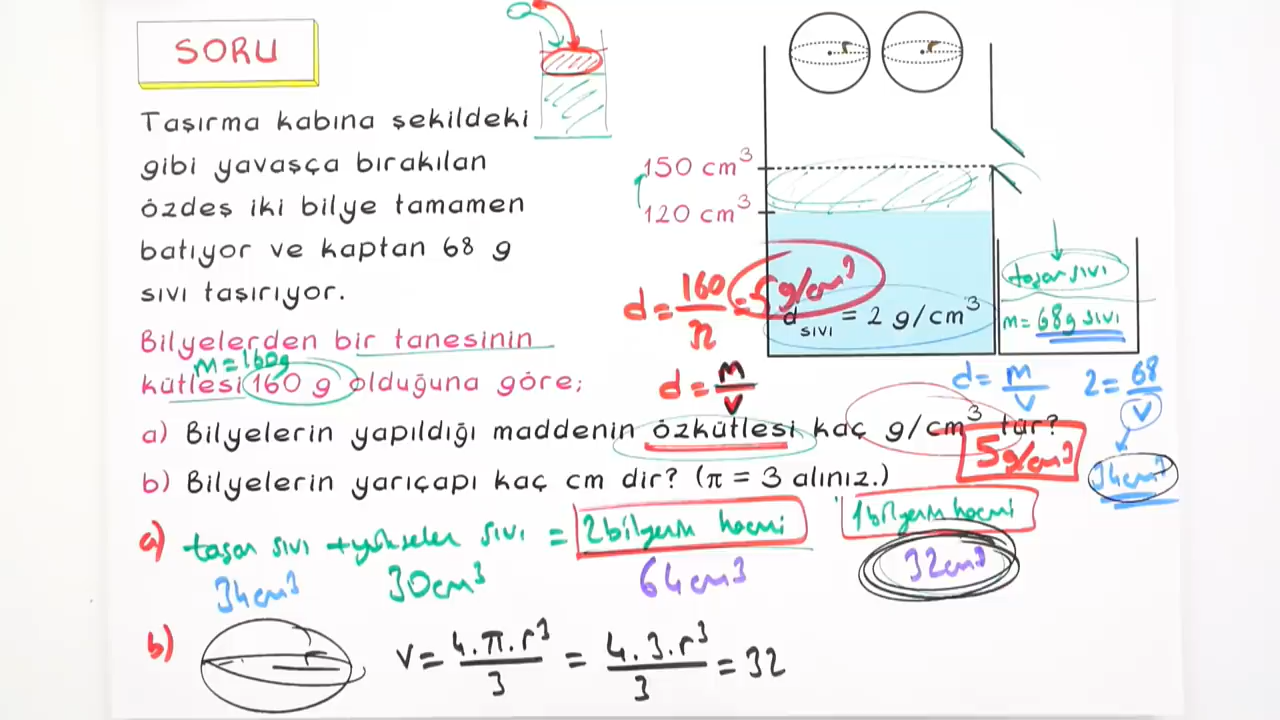 SORU
Taşırma kabına şekildeki
gibi yavaşça bırakılan
özdeş iki bilye tamamen
batıyor ve kaptan 68 g
sıvı taşırıyor.
Bilyelerden bir tanesinin
m=160g
kütlesi 160 g olduğuna göre;
r
r
150 cm³
120 cm³
d_sıvı = 2 g/cm³
taşan sıvı
m= 68g sıvı
d= 160/ = 5 g/cm³
d= m/v
d= m/v
2= 68/v
34cm³
a) Bilyelerin yapıldığı maddenin özkütlesi kaç g/cm³ tür?
5g/cm³
b) Bilyelerin yarıçapı kaç cm dir? (π = 3 alınız.)
a) taşan sıvı + yükselen sıvı = 2 bilyenin hacmi
1 bilyenin hacmi
34cm³ 30cm³ 64cm³ 32cm³
b) V= 4.π.r³/3 = 4.3.r³/3 = 32